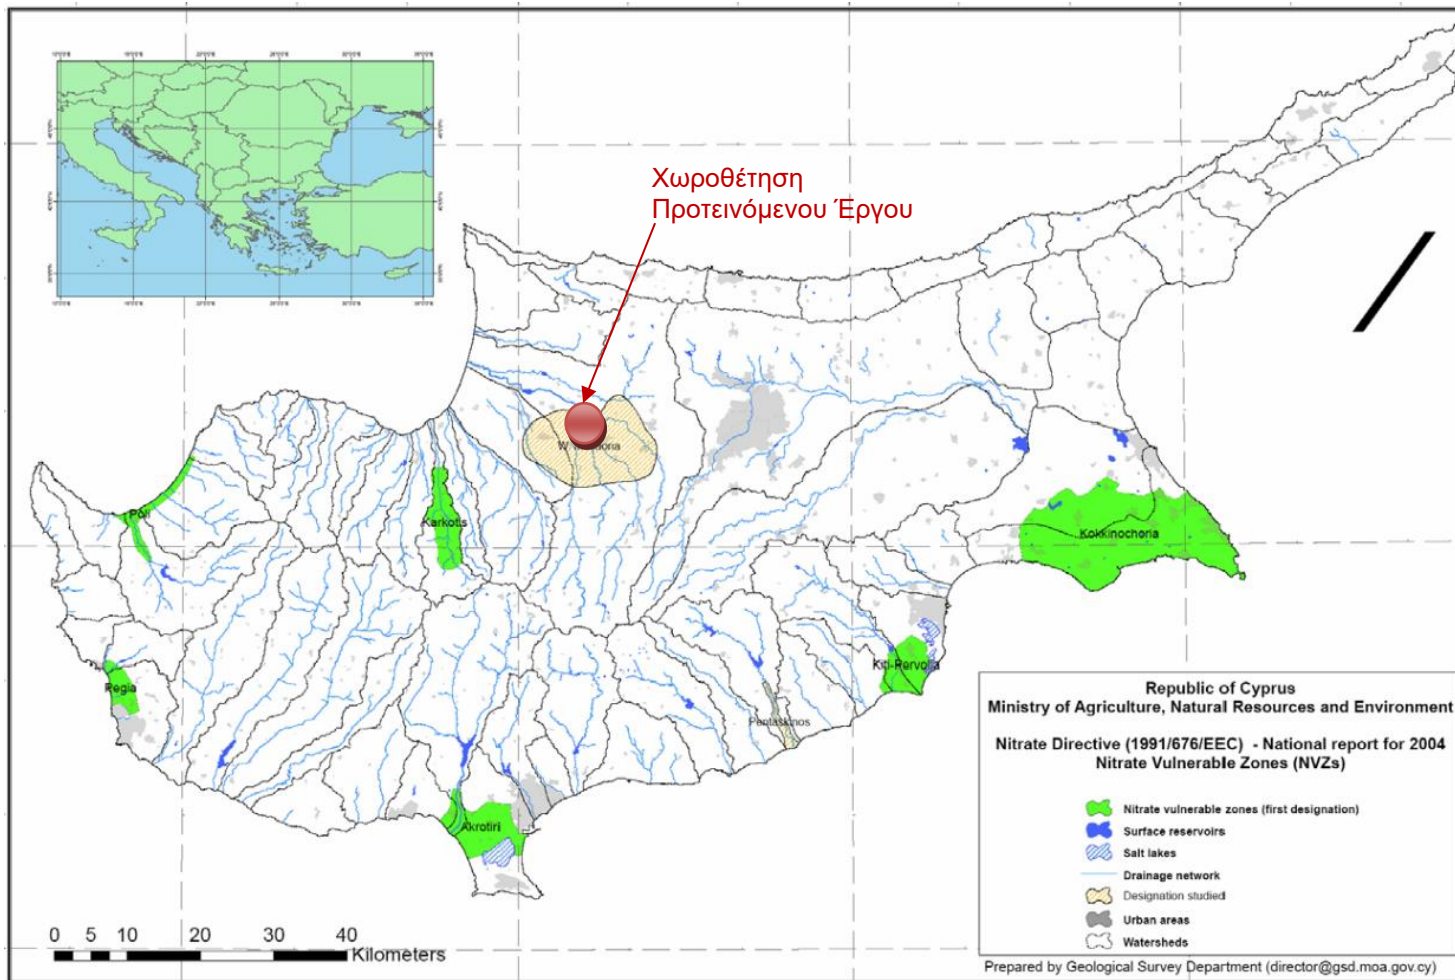 Χωροθέτηση
Προτεινόμενου Έργου
Poli
Karkotis
Kokkinochoria
Pegia
Kiti-Pervolia
Pentaskinos
Akrotiri
Republic of Cyprus
Ministry of Agriculture, Natural Resources and Environment
Nitrate Directive (1991/676/EEC) - National report for 2004
Nitrate Vulnerable Zones (NVZs)
Nitrate vulnerable zones (first designation)
Surface reservoirs
Salt lakes
Drainage network
Designation studied
Urban areas
Watersheds
0 5 10 20 30 40
Kilometers
Prepared by Geological Survey Department (director@gsd.moa.gov.cy)